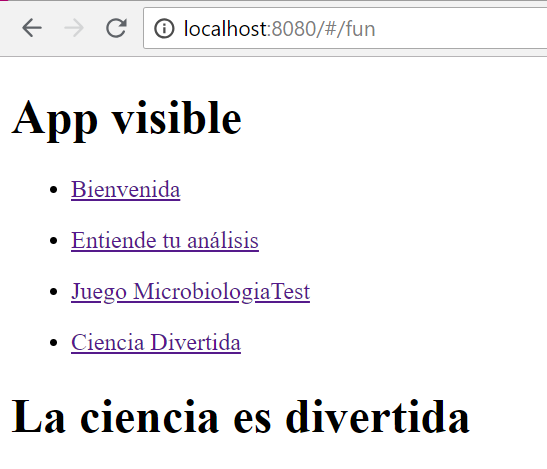 localhost:8080/#/fun
App visible
Bienvenida
Entiende tu análisis
Juego MicrobiologiaTest
Ciencia Divertida
La ciencia es divertida